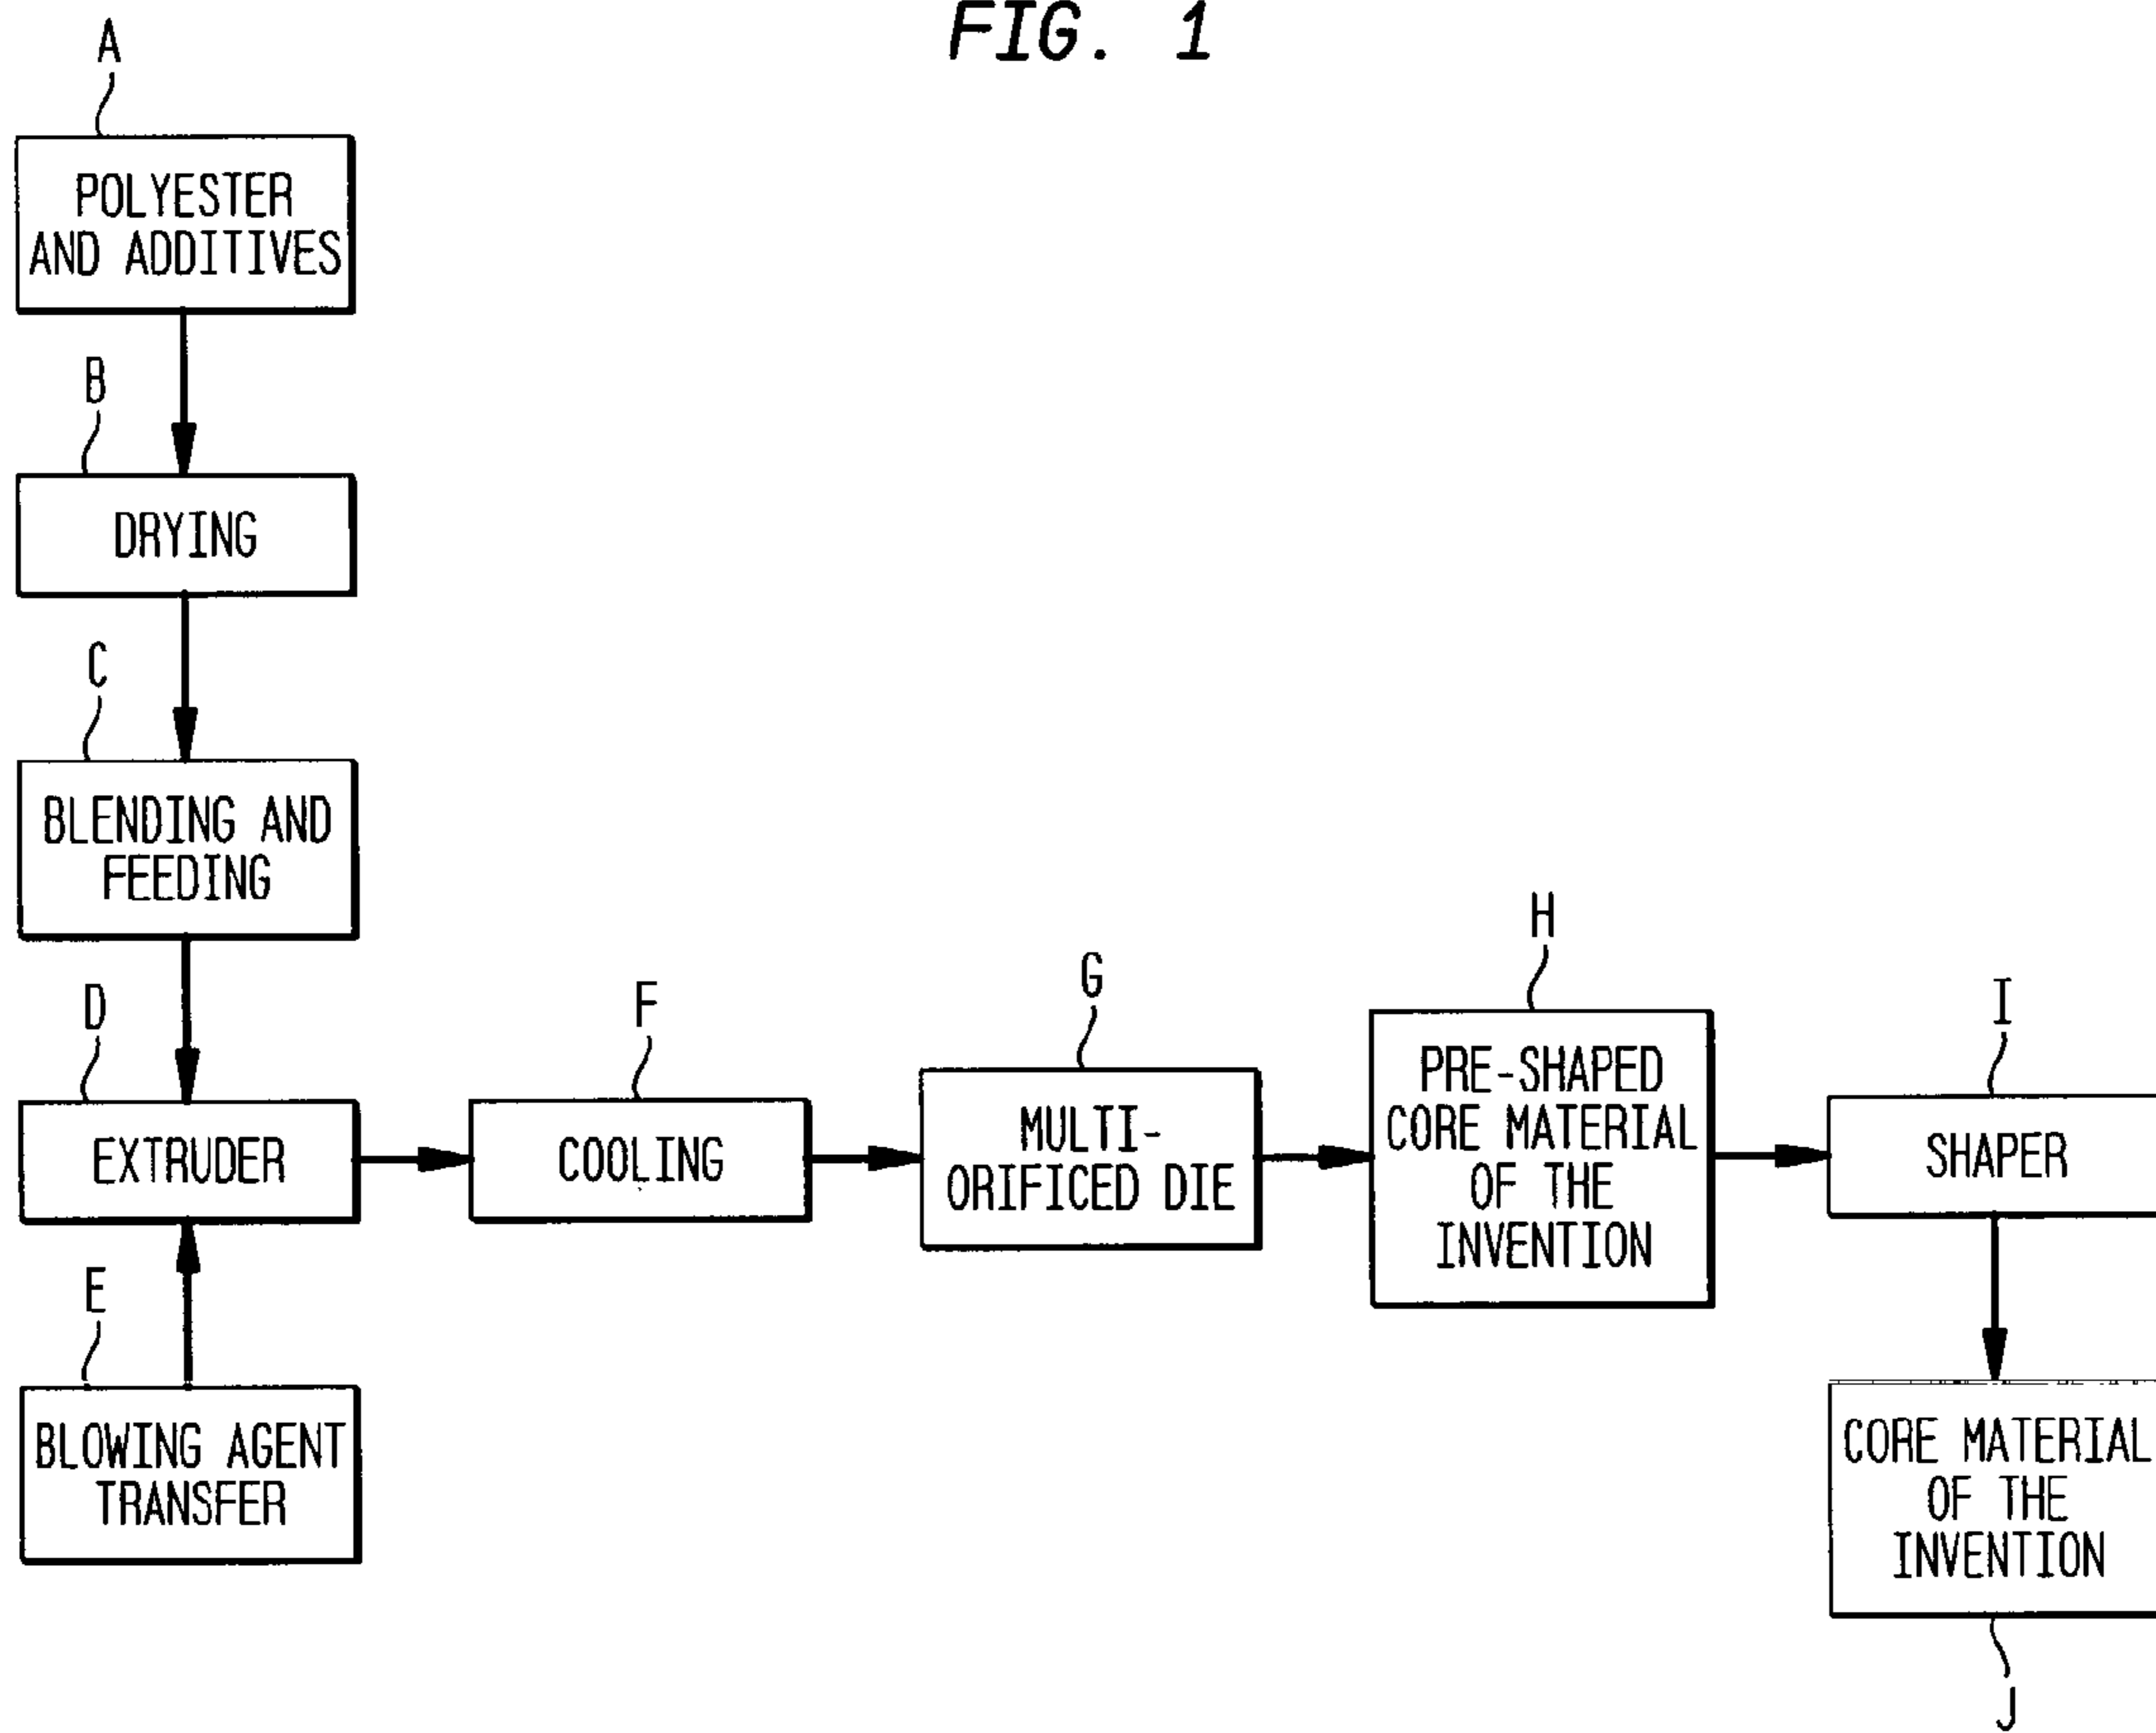 FIG. 1
A
POLYESTER
AND ADDITIVES
B
DRYING
C
BLENDING AND
FEEDING
D
EXTRUDER
E
BLOWING AGENT
TRANSFER
F
COOLING
G
MULTI-
ORIFICED DIE
H
PRE-SHAPED
CORE MATERIAL
OF THE
INVENTION
I
SHAPER
CORE MATERIAL
OF THE
INVENTION
J